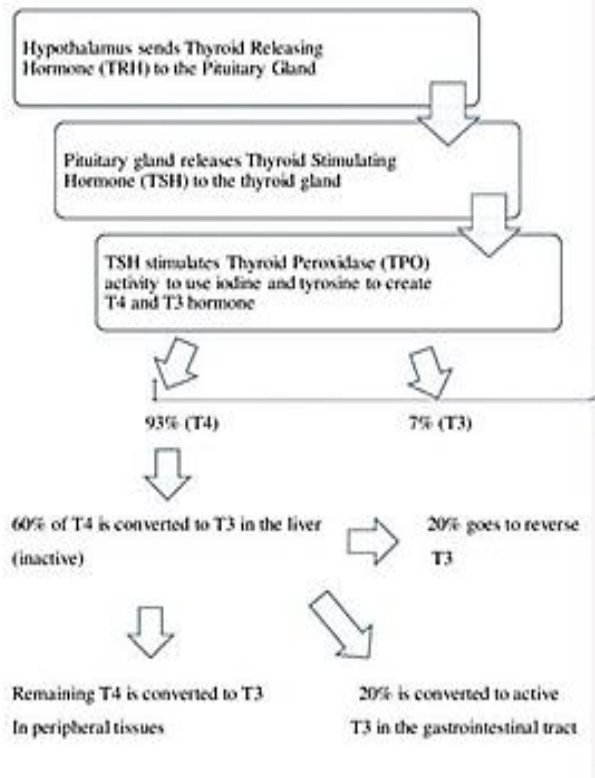 Hypothalamus sends Thyroid Releasing
Hormone (TRH) to the Pituitary Gland
Pituitary gland releases Thyroid Stimulating
Hormone (TSH) to the thyroid gland
TSH stimulates Thyroid Peroxidase (TPO)
activity to use iodine and tyrosine to create
T4 and T3 hormone
93% (T4)
7% (T3)
60% of T4 is converted to T3 in the liver
(inactive)
20% goes to reverse
T3
Remaining T4 is converted to T3
In peripheral tissues
20% is converted to active
T3 in the gastrointestinal tract